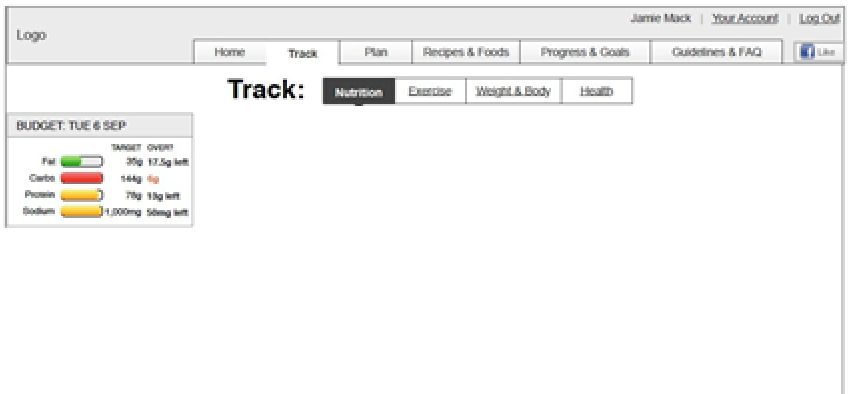 Jamie Mack | Your Account | Log Out
Logo
Home Track Plan Recipes & Foods Progress & Goals Guidelines & FAQ Like
Track: Nutrition Exercise Weight & Body Health
BUDGET: TUE 6 SEP
TARGET OVER?
Fat 35g 17.5g left
Carbs 144g 6g
Protein 78g 13g left
Sodium 1,000mg 50mg left